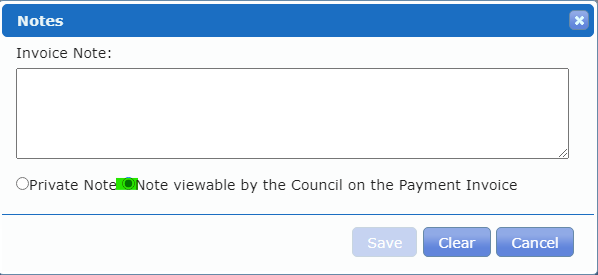 Notes
Invoice Note:
Private Note Note viewable by the Council on the Payment Invoice
Save Clear Cancel